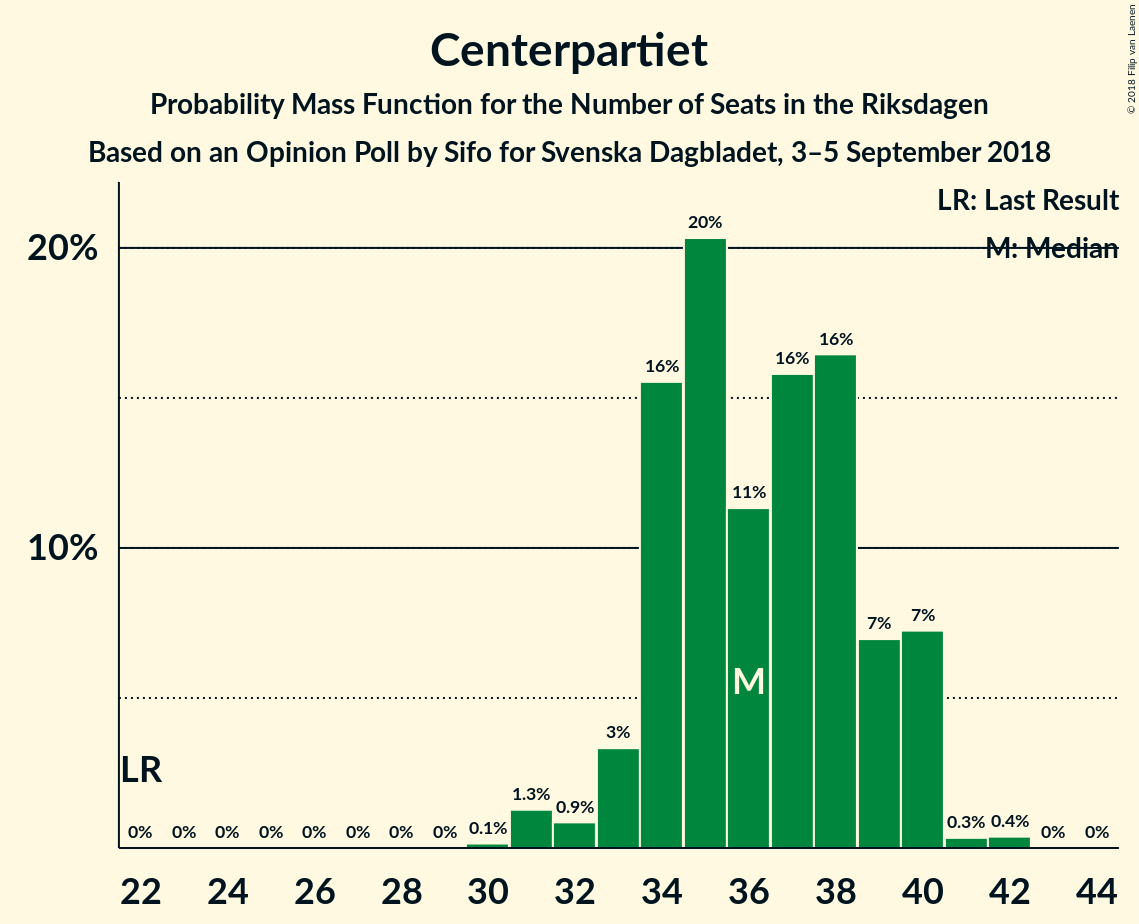 Centerpartiet
Probability Mass Function for the Number of Seats in the Riksdagen
Based on an Opinion Poll by Sifo for Svenska Dagbladet, 3–5 September 2018
© 2018 Filip van Laenen
LR: Last Result
M: Median
20%
10%
20%
16%
16%
16%
11%
7%
7%
3%
1.3%
0.9%
0.1%
0.3%
0.4%
0% 0% 0% 0% 0% 0% 0% 0%
0% 0%
LR
M
22 24 26 28 30 32 34 36 38 40 42 44